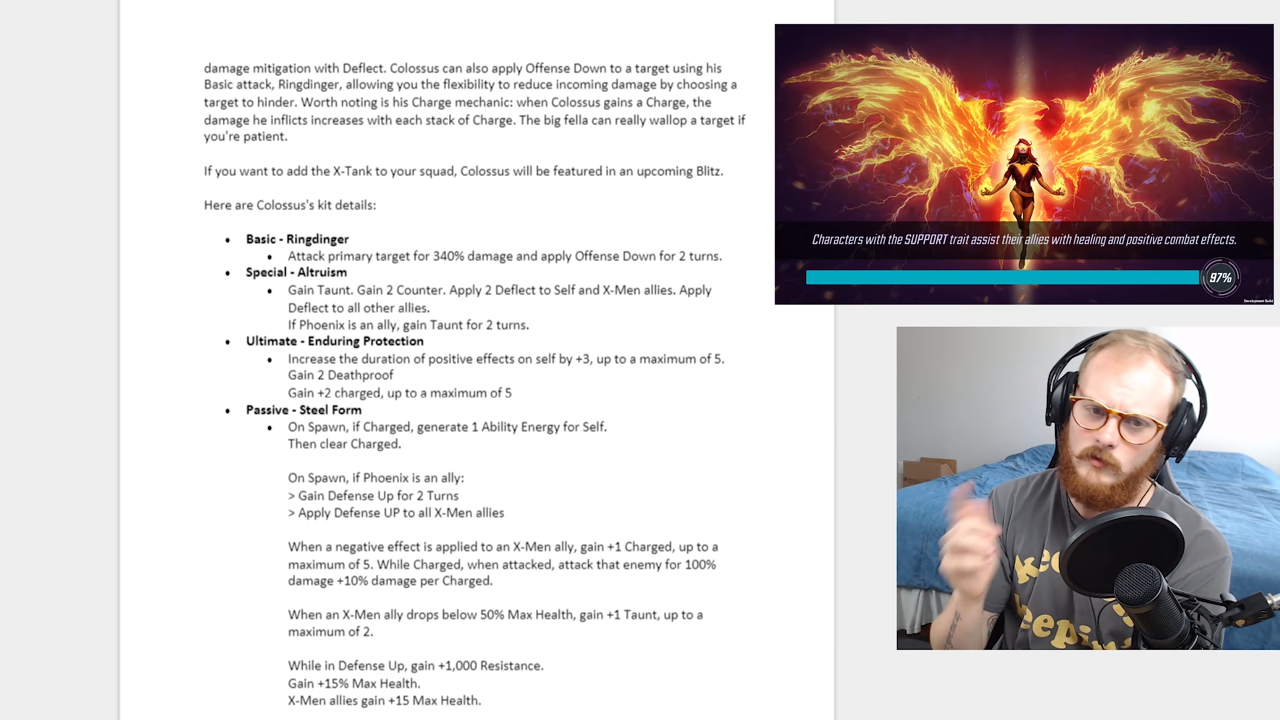 damage mitigation with Deflect. Colossus can also apply Offense Down to a target using his
Basic attack, Ringdinger, allowing you the flexibility to reduce incoming damage by choosing a
target to hinder. Worth noting is his Charge mechanic: when Colossus gains a Charge, the
damage he inflicts increases with each stack of Charge. The big fella can really wallop a target if
you're patient.
If you want to add the X-Tank to your squad, Colossus will be featured in an upcoming Blitz.
Here are Colossus's kit details:
• Basic - Ringdinger
• Attack primary target for 340% damage and apply Offense Down for 2 turns.
• Special - Altruism
• Gain Taunt. Gain 2 Counter. Apply 2 Deflect to Self and X-Men allies. Apply
Deflect to all other allies.
If Phoenix is an ally, gain Taunt for 2 turns.
• Ultimate - Enduring Protection
• Increase the duration of positive effects on self by +3, up to a maximum of 5.
Gain 2 Deathproof
Gain +2 charged, up to a maximum of 5
• Passive - Steel Form
• On Spawn, if Charged, generate 1 Ability Energy for Self.
Then clear Charged.
On Spawn, if Phoenix is an ally:
> Gain Defense Up for 2 Turns
> Apply Defense UP to all X-Men allies
When a negative effect is applied to an X-Men ally, gain +1 Charged, up to a
maximum of 5. While Charged, when attacked, attack that enemy for 100%
damage +10% damage per Charged.
When an X-Men ally drops below 50% Max Health, gain +1 Taunt, up to a
maximum of 2.
While in Defense Up, gain +1,000 Resistance.
Gain +15% Max Health.
X-Men allies gain +15 Max Health.
Characters with the SUPPORT trait assist their allies with healing and positive combat effects.
97%
Development Build